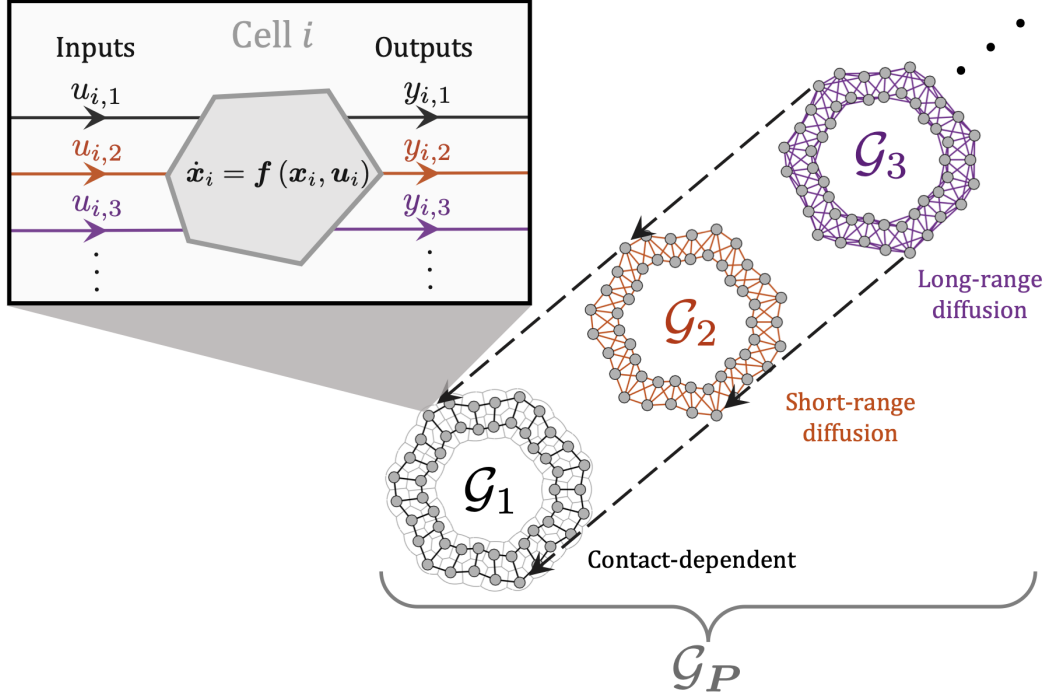 Cell i
Inputs
Outputs
u_{i,1}
y_{i,1}
u_{i,2}
y_{i,2}
ẋ_i = f (x_i, u_i)
u_{i,3}
y_{i,3}
𝒢_3
Long-range
diffusion
𝒢_2
Short-range
diffusion
𝒢_1
Contact-dependent
𝒢_P